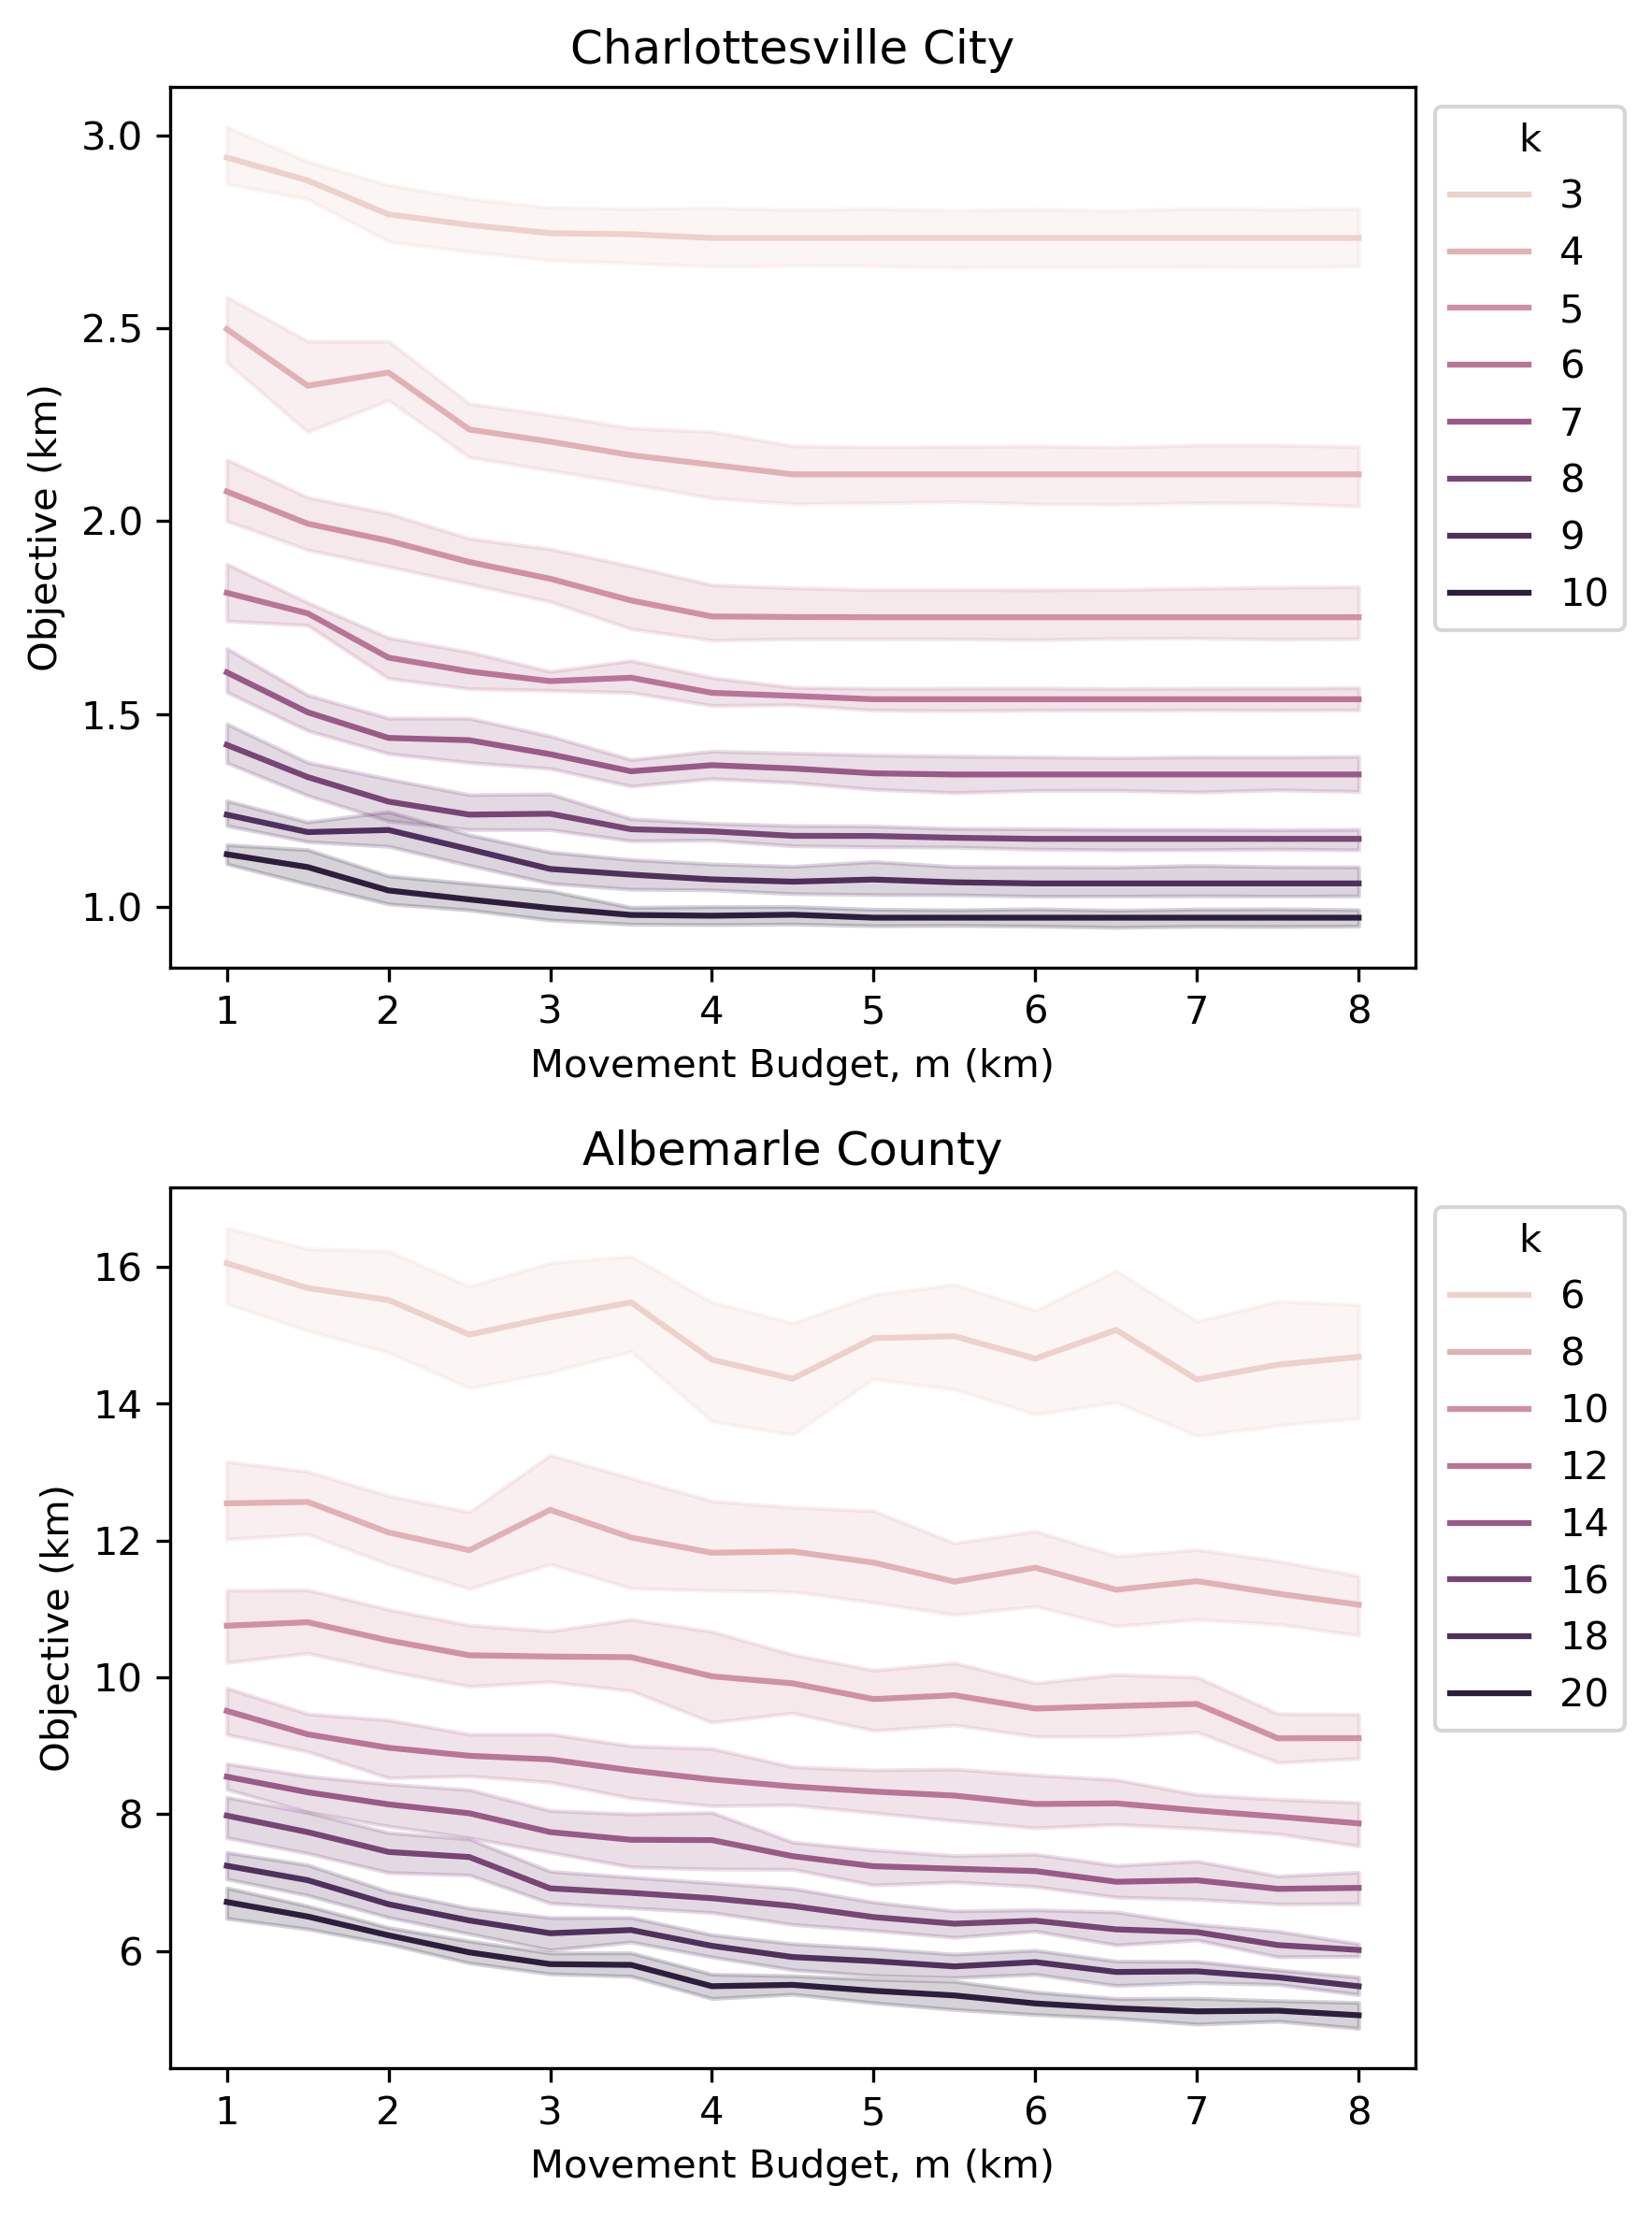 Charlottesville City
3.0
2.5
2.0
1.5
1.0
Objective (km)
1 2 3 4 5 6 7 8
Movement Budget, m (km)
k
3
4
5
6
7
8
9
10
Albemarle County
16
14
12
10
8
6
Objective (km)
1 2 3 4 5 6 7 8
Movement Budget, m (km)
k
6
8
10
12
14
16
18
20